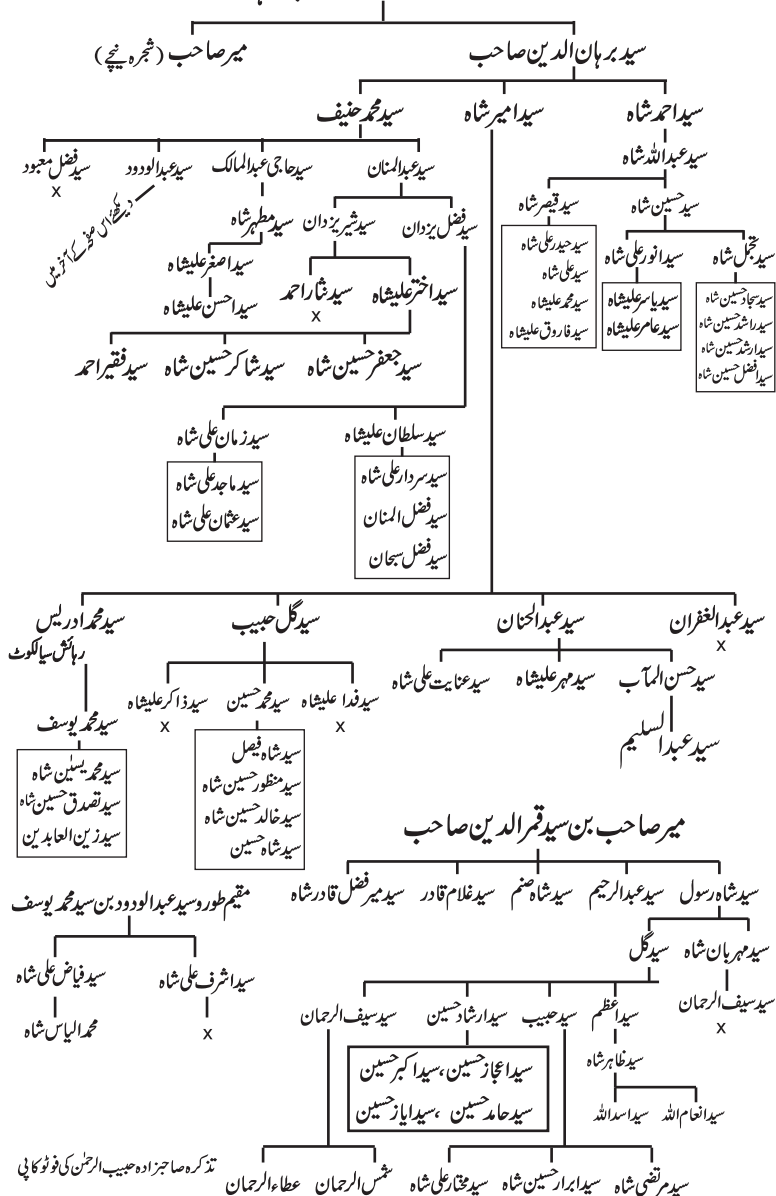 سید برہان الدین صاحب میر صاحب (شجرہ نیچے)
سید احمد شاہ سید امیر شاہ سید محمد حنیف
سید عبداللہ شاہ سید عبدالمنان سید حاجی عبدالمالک سید عبدالودود سید فضل معبود
x
سید حسین شاہ سید قیصر شاہ سید فضل یزدان سید شیر یزدان سید مطہر شاہ دیکھئے اس صفحہ کے آخر میں
سید تجمل شاہ سید انور علی شاہ سید حیدر علی شاہ سید اصغر علیشاہ
سید علی شاہ
سید سجاد حسین شاہ سید یاسر علیشاہ سید محمد علیشاہ سید اختر علیشاہ سید نثار احمد سید احسن علیشاہ
x
سید راشد حسین شاہ سید عامر علیشاہ سید فاروق علیشاہ
سید ارشد حسین شاہ
سید افضل حسین شاہ سید جعفر حسین شاہ سید شاکر حسین شاہ سید فقیر احمد
سید سلطان علیشاہ سید زمان علی شاہ
سید سردار علی شاہ سید ماجد علی شاہ
سید فضل المنان سید عثمان علی شاہ
سید فضل سبحان
سید عبدالغفران سید عبدالحنان سید گل حبیب سید محمد ادریس
x رہائش سیالکوٹ
سید حسن المآب سید مہر علیشاہ سید عنایت علی شاہ سید فدا علیشاہ سید محمد حسین سید ذاکر علیشاہ
x x
سید عبدالسلیم سید محمد یوسف
سید شاہ فیصل سید محمد یسٰین شاہ
سید منظور حسین شاہ سید تصدق حسین شاہ
سید خالد حسین شاہ سید زین العابدین
سید شاہ حسین
میر صاحب بن سید قمر الدین صاحب
سید شاہ رسول سید عبدالرحیم سید شاہ صنم سید غلام قادر سید میر فضل قادر شاہ
مقیم طورو سید عبدالودود بن سید محمد یوسف
سید مہربان شاہ سید گل
سید اشرف علی شاہ سید فیاض علی شاہ
x محمد الیاس شاہ
سید سیف الرحمان سید اعظم سید حبیب سید ارشاد حسین سید سیف الرحمان
x
سید ظاہر شاہ سید اعجاز حسین، سید اکبر حسین
سید انعام اللہ سید اسد اللہ سید حامد حسین، سید ایاز حسین
سید مرتضی شاہ سید ابرار حسین شاہ سید مختار علی شاہ شمس الرحمان عطاء الرحمان
تذکرہ صاحبزادہ حبیب الرحمٰن کی فوٹو کاپی